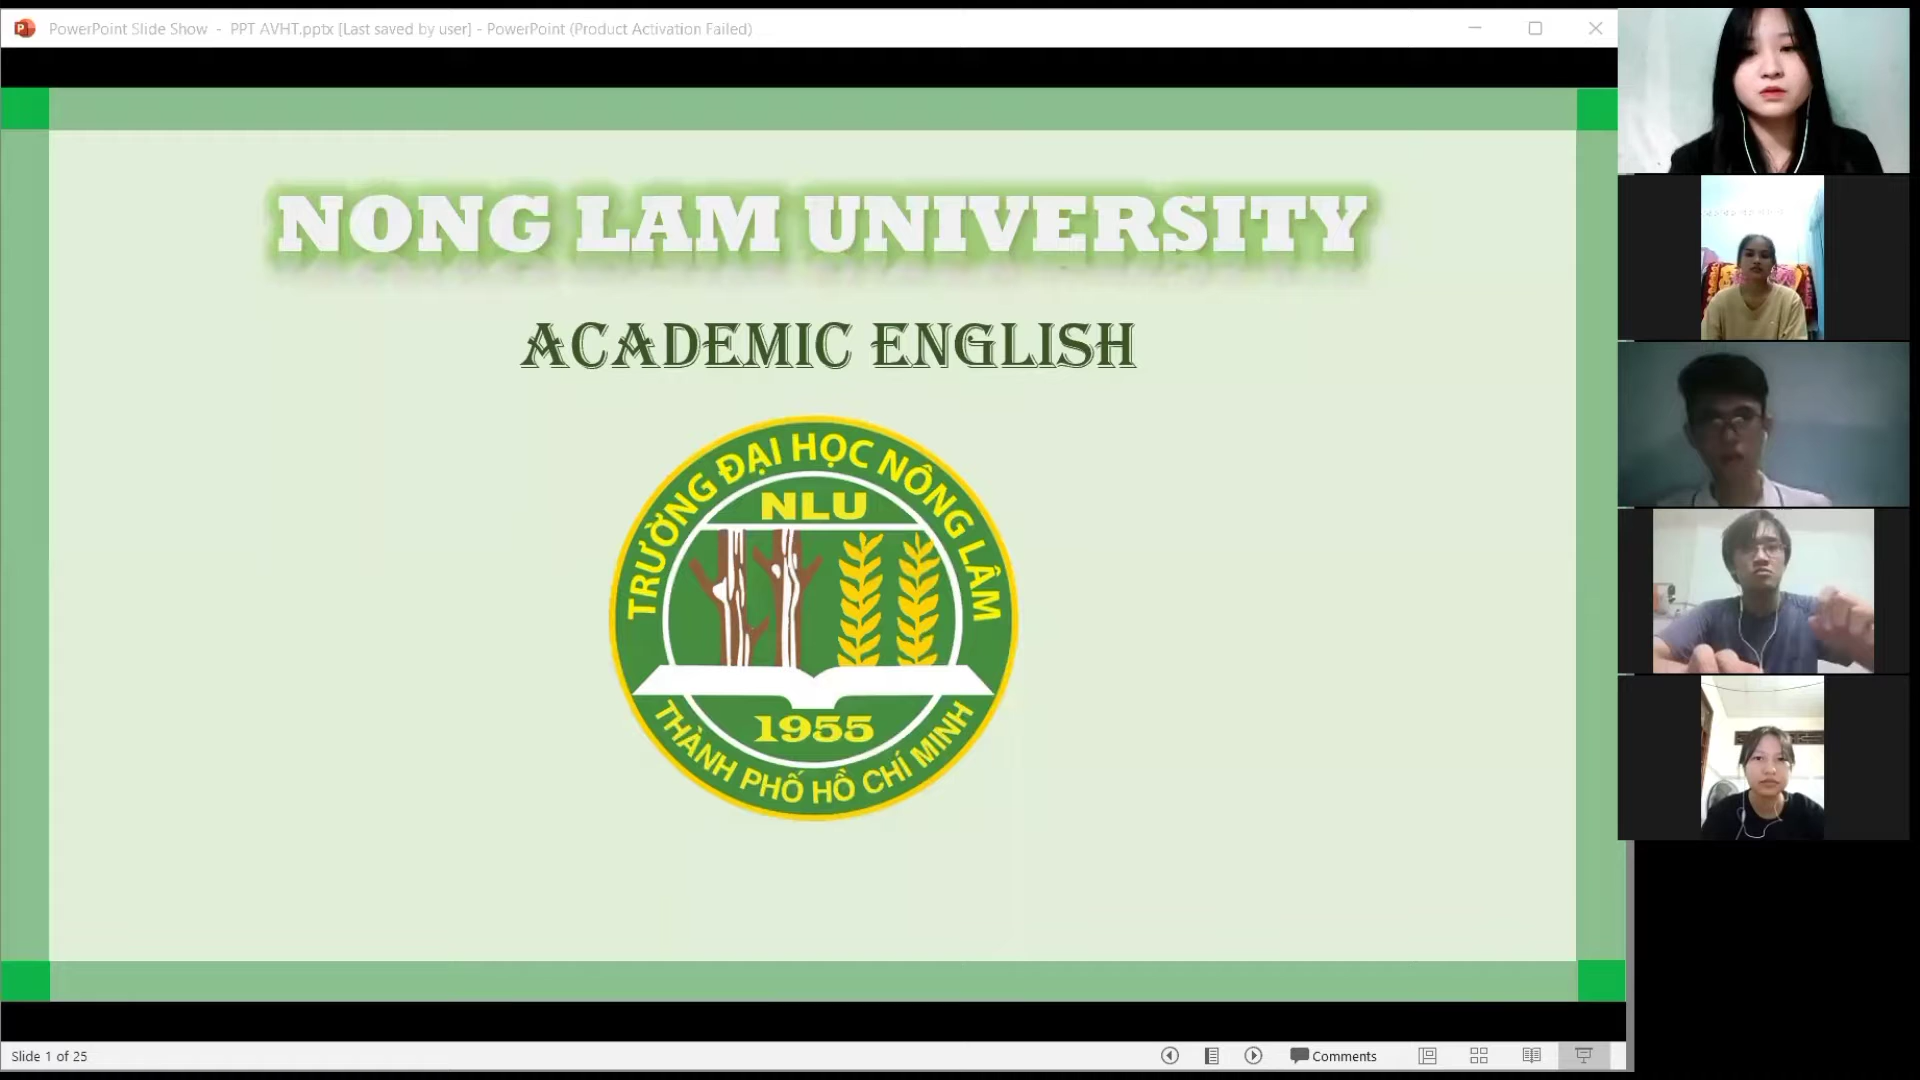 PowerPoint Slide Show - PPT AVHT.pptx [Last saved by user] - PowerPoint (Product Activation Failed)
NONG LAM UNIVERSITY
ACADEMIC ENGLISH
TRƯỜNG ĐẠI HỌC NÔNG LÂM
NLU
1955
THÀNH PHỐ HỒ CHÍ MINH
Slide 1 of 25
Comments